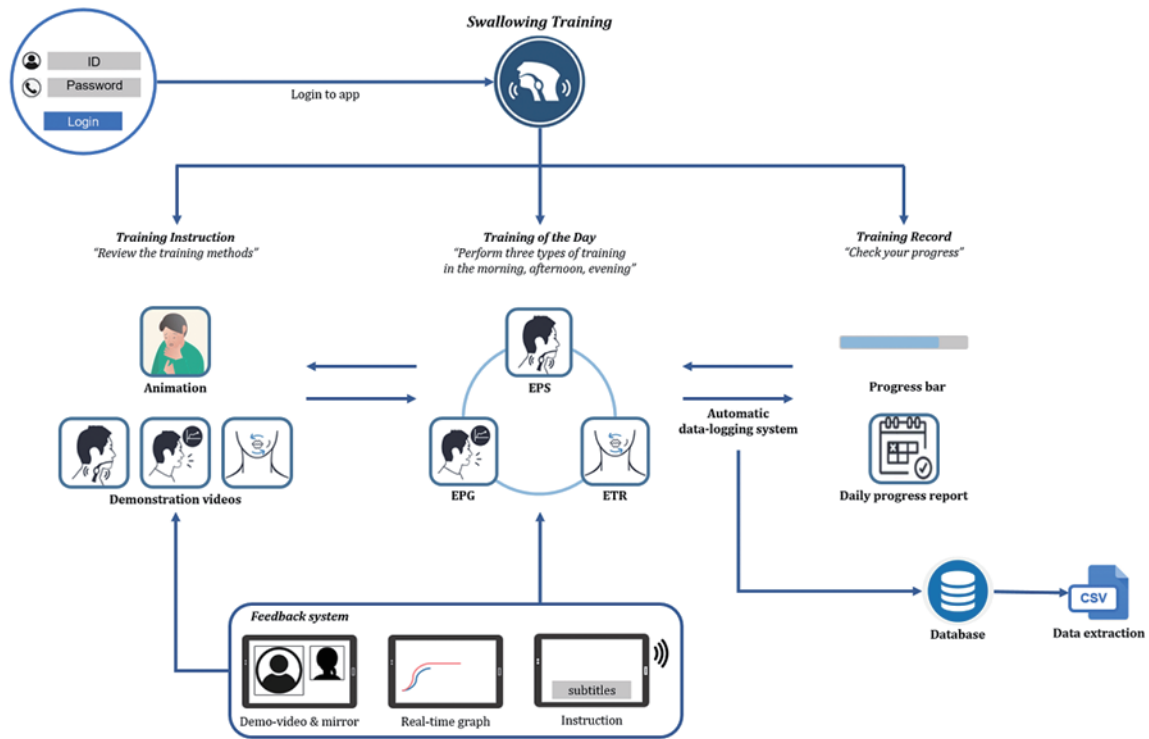 Swallowing Training
ID
Password
Login
Login to app
Training Instruction
“Review the training methods”
Training of the Day
“Perform three types of training
in the morning, afternoon, evening”
Training Record
“Check your progress”
Animation
Demonstration videos
EPS
EPG
ETR
Automatic
data-logging system
Progress bar
Daily progress report
Database
CSV
Data extraction
Feedback system
Demo-video & mirror
Real-time graph
subtitles
Instruction